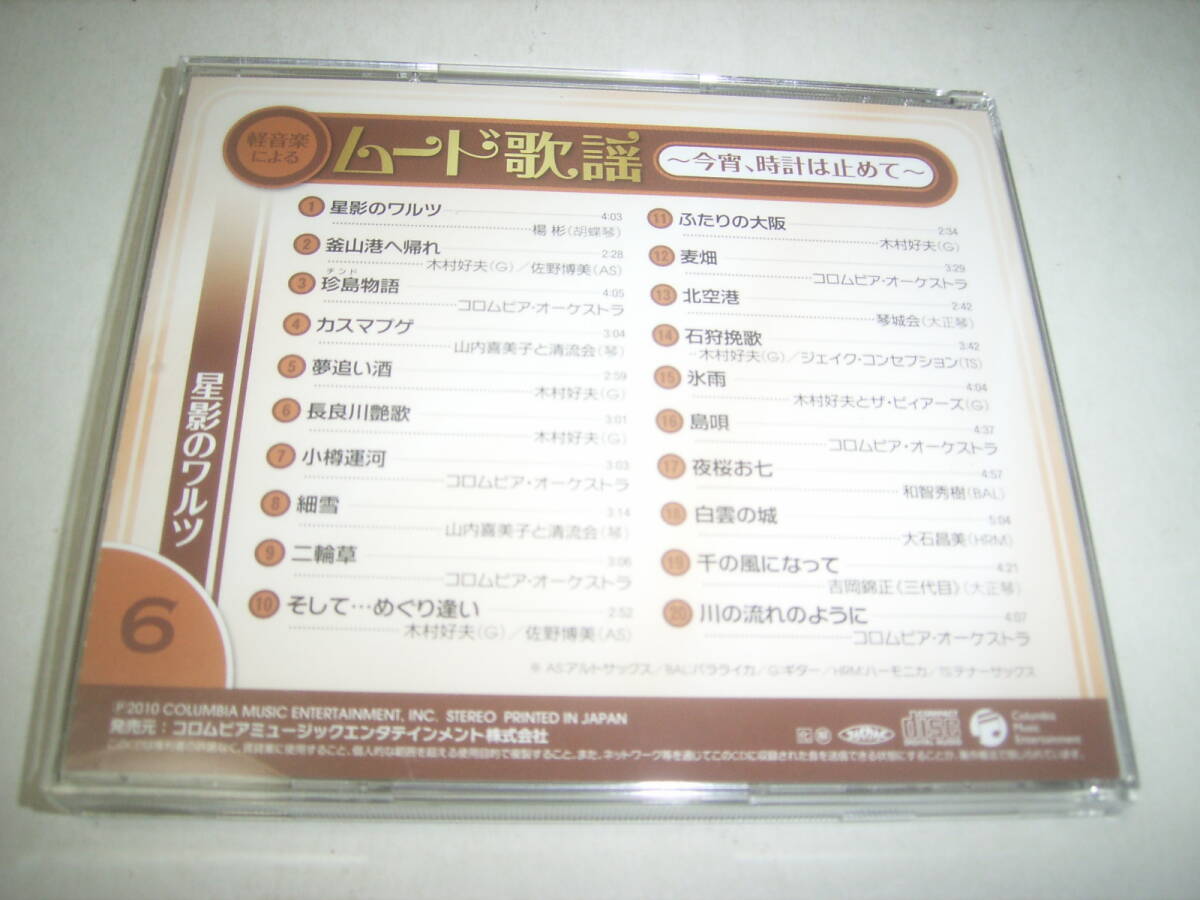 軽音楽
による
ムード歌謡
～今宵、時計は止めて～
1 星影のワルツ 4:03
楊 彬(胡蝶琴)
2 釜山港へ帰れ 2:28
木村好夫(G)／佐野博美(AS)
チンド
3 珍島物語 4:05
コロムビア・オーケストラ
4 カスマプゲ 3:04
山内喜美子と清流会(琴)
5 夢追い酒 2:59
木村好夫(G)
6 長良川艶歌 3:01
木村好夫(G)
7 小樽運河 3:03
コロムビア・オーケストラ
8 細雪 3:14
山内喜美子と清流会(琴)
9 二輪草 3:06
コロムビア・オーケストラ
10 そして…めぐり逢い 2:52
木村好夫(G)／佐野博美(AS)
11 ふたりの大阪 2:34
木村好夫(G)
12 麦畑 3:29
コロムビア・オーケストラ
13 北空港 2:42
琴城会(大正琴)
14 石狩挽歌 3:42
木村好夫(G)／ジェイク・コンセプション(TS)
15 氷雨 4:04
木村好夫とザ・ビィアーズ(G)
16 島唄 4:37
コロムビア・オーケストラ
17 夜桜お七 4:57
和智秀樹(BAL)
18 白雲の城 5:04
大石昌美(HRM)
19 千の風になって 4:21
吉岡錦正《三代目》(大正琴)
20 川の流れのように 4:07
コロムビア・オーケストラ
※ AS:アルトサックス／BAL:バラライカ／G:ギター／HRM:ハーモニカ／TS:テナーサックス
星影のワルツ
6
Ⓟ2010 COLUMBIA MUSIC ENTERTAINMENT, INC. STEREO PRINTED IN JAPAN
発売元：コロムビアミュージックエンタテインメント株式会社
COMPACT
disc
DIGITAL AUDIO
Columbia
Music
Entertainment